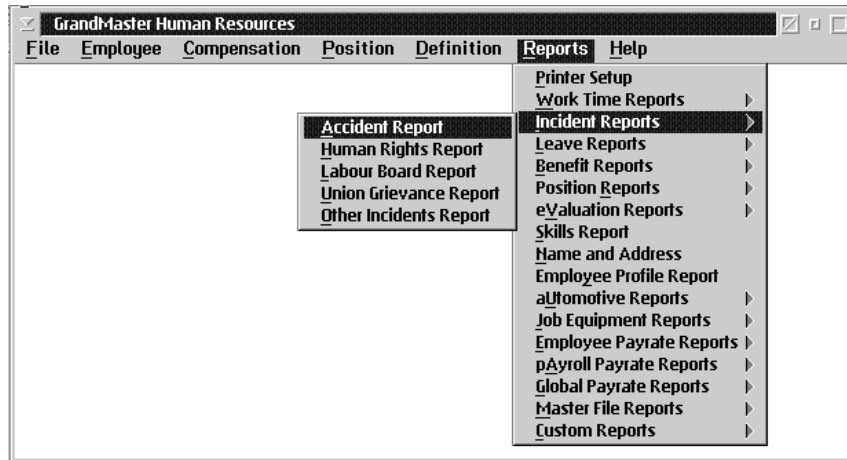 GrandMaster Human Resources
File Employee Compensation Position Definition Reports Help
Printer Setup
Work Time Reports
Incident Reports
Leave Reports
Benefit Reports
Position Reports
eValuation Reports
Skills Report
Name and Address
Employee Profile Report
aUtomotive Reports
Job Equipment Reports
Employee Payrate Reports
pAyroll Payrate Reports
Global Payrate Reports
Master File Reports
Custom Reports
Accident Report
Human Rights Report
Labour Board Report
Union Grievance Report
Other Incidents Report